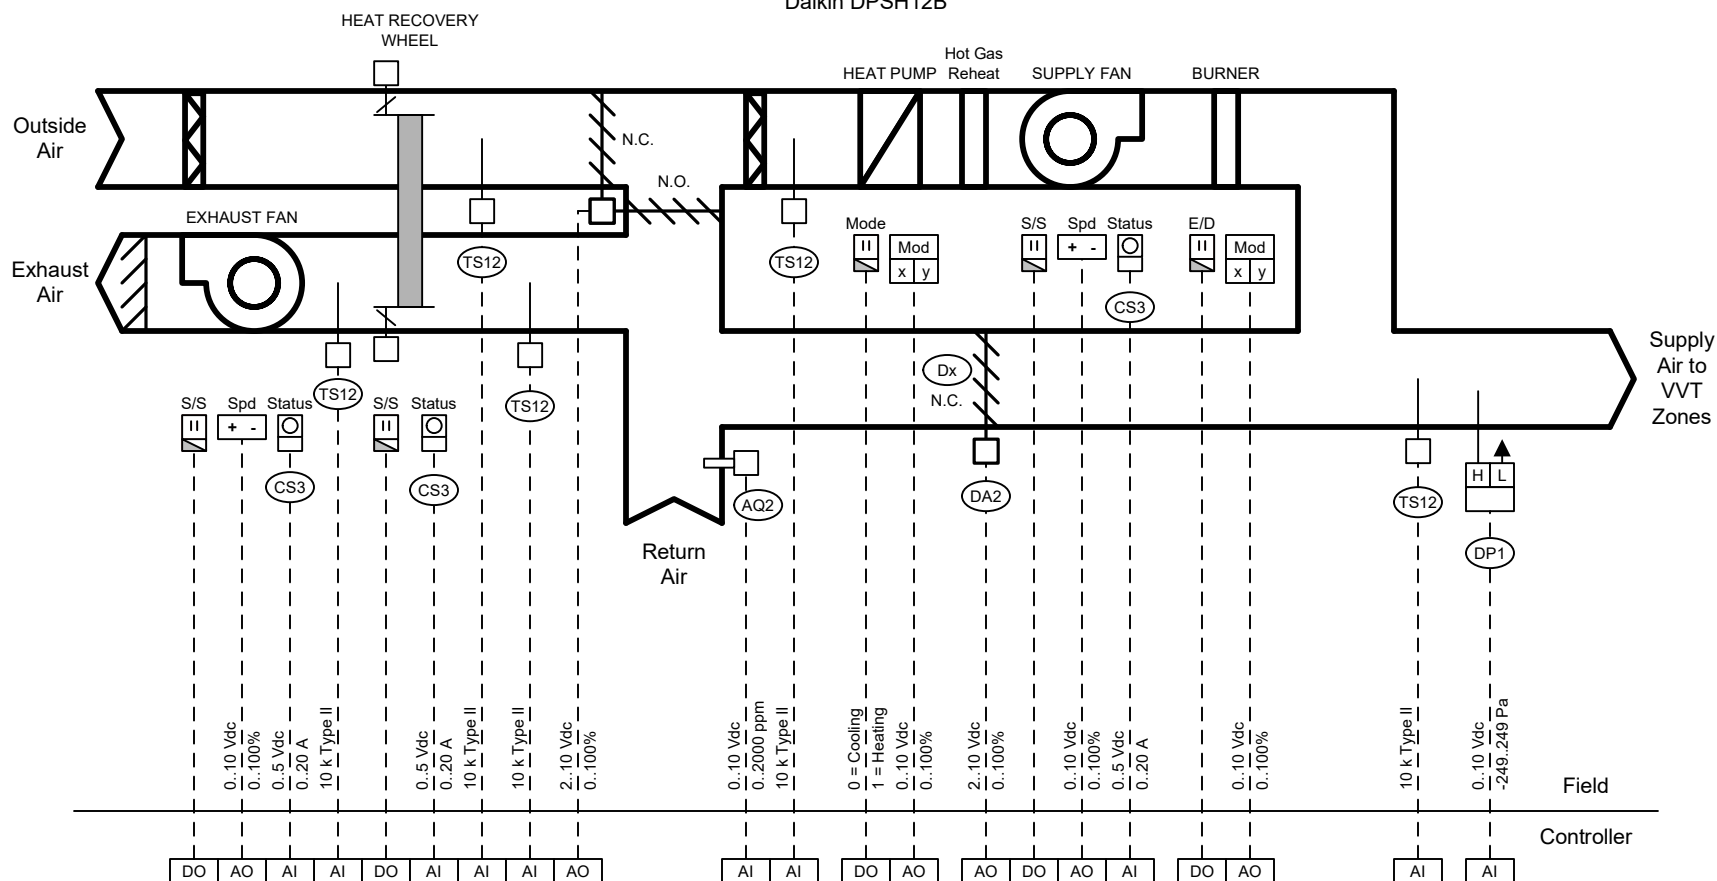 Daikin DPSH12B
HEAT RECOVERY
WHEEL
HEAT PUMP
Hot Gas
Reheat
SUPPLY FAN
BURNER
Outside
Air
N.C.
N.O.
EXHAUST FAN
Exhaust
Air
TS12
TS12
Mode
Mod
x y
S/S
Spd
+ -
Status
CS3
E/D
Mod
x y
Supply
Air to
VVT
Zones
Dx
N.C.
TS12
TS12
S/S
Spd
+ -
Status
CS3
S/S
Status
CS3
AQ2
DA2
H L
TS12
DP1
Return
Air
0..10 Vdc
0..100%
0..5 Vdc
0..20 A
10 k Type II
0..5 Vdc
0..20 A
10 k Type II
10 k Type II
2..10 Vdc
0..100%
0..10 Vdc
0..2000 ppm
10 k Type II
0 = Cooling
1 = Heating
0..10 Vdc
0..100%
2..10 Vdc
0..100%
0..10 Vdc
0..100%
0..5 Vdc
0..20 A
0..10 Vdc
0..100%
10 k Type II
0..10 Vdc
-249..249 Pa
Field
Controller
DO AO AI AI DO AI AI AI AO AI AI DO AO AO DO AO AI DO AO AI AI